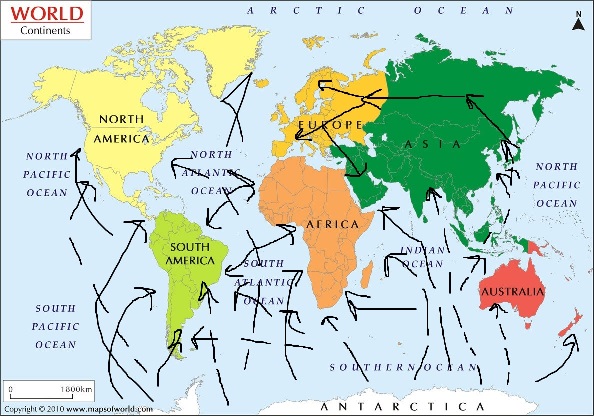 ARCTIC OCEAN
WORLD
Continents
N
NORTH
AMERICA
EUROPE
ASIA
NORTH
PACIFIC
OCEAN
NORTH
ATLANTIC
OCEAN
NORTH
PACIFIC
OCEAN
AFRICA
SOUTH
AMERICA
INDIAN
OCEAN
SOUTH
ATLANTIC
OCEAN
AUSTRALIA
SOUTH
PACIFIC
OCEAN
SOUTHERN OCEAN
0 1800km
Copyright © 2010 www.mapsofworld.com
ANTARCTICA